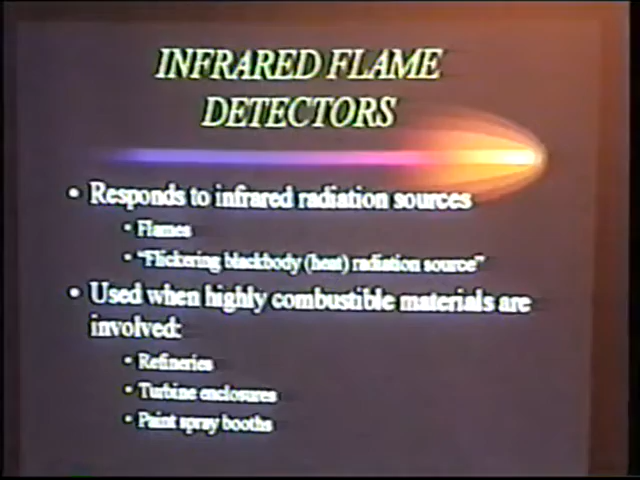 INFRARED FLAME
DETECTORS
• Responds to infrared radiation sources
• Flames
• "Flickering blackbody (heat) radiation source"
• Used when highly combustible materials are
involved:
• Refineries
• Turbine enclosures
• Paint spray booths